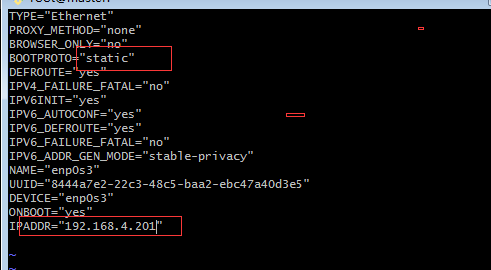 TYPE="Ethernet"
PROXY_METHOD="none"
BROWSER_ONLY="no"
BOOTPROTO="static"
DEFROUTE="yes"
IPV4_FAILURE_FATAL="no"
IPV6INIT="yes"
IPV6_AUTOCONF="yes"
IPV6_DEFROUTE="yes"
IPV6_FAILURE_FATAL="no"
IPV6_ADDR_GEN_MODE="stable-privacy"
NAME="enp0s3"
UUID="8444a7e2-22c3-48c5-baa2-ebc47a40d3e5"
DEVICE="enp0s3"
ONBOOT="yes"
IPADDR="192.168.4.201"
~
~